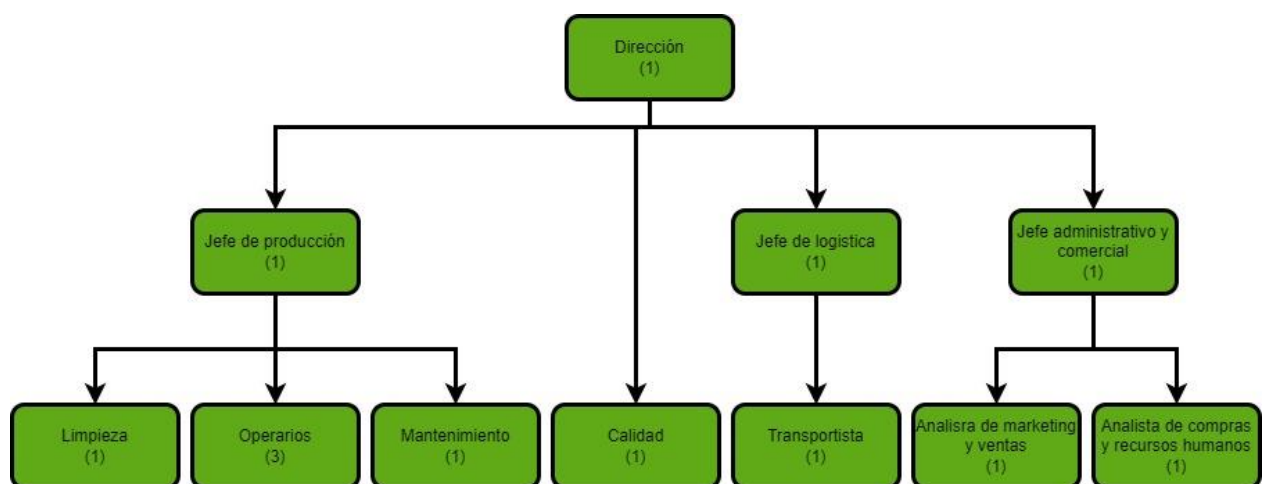 Dirección
(1)
Jefe de producción
(1)
Jefe de logistica
(1)
Jefe administrativo y
comercial
(1)
Limpieza
(1)
Operarios
(3)
Mantenimiento
(1)
Calidad
(1)
Transportista
(1)
Analisra de marketing
y ventas
(1)
Analista de compras
y recursos humanos
(1)